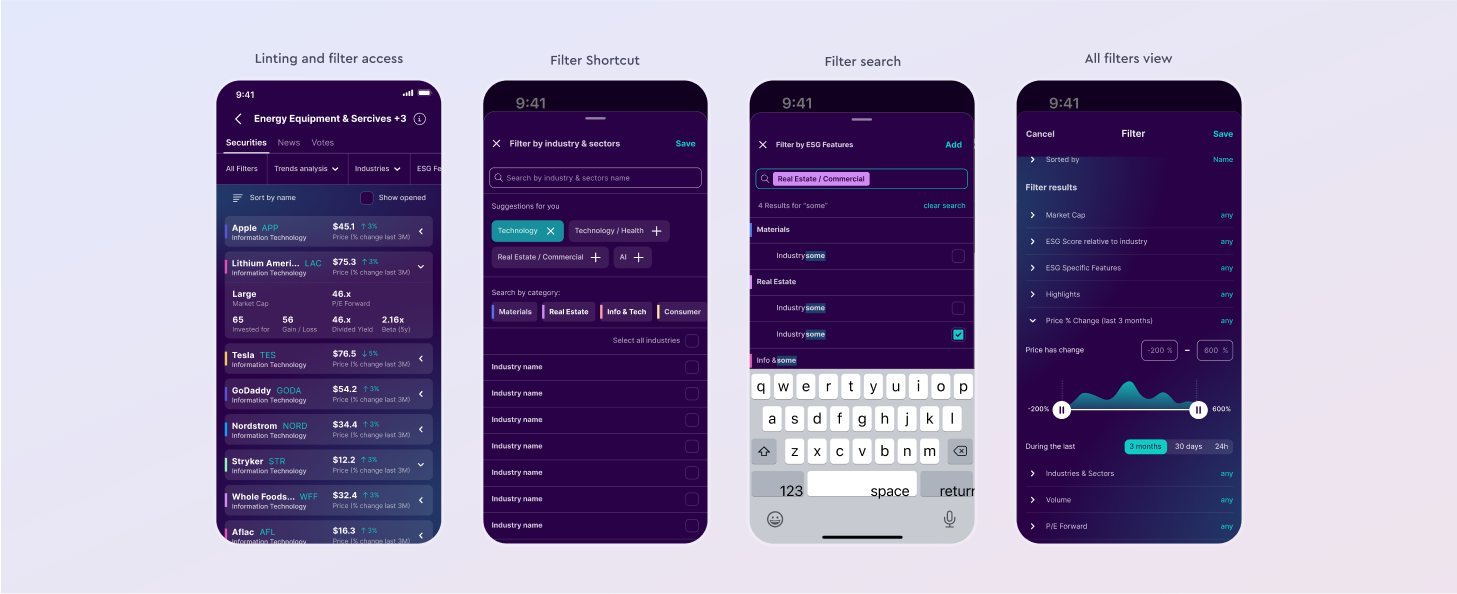 Linting and filter access
9:41
Energy Equipment & Sercives +3
Securities News Votes
All Filters Trends analysis Industries ESG Fe
Sort by name Show opened
Apple APP $45.1 ↑ 3%
Information Technology Price (% change last 3M)
Lithium Ameri... LAC $75.3 ↑ 3%
Information Technology Price (% change last 3M)
Large 46.x
Market Cap P/E Forward
65 56 46.x 2.16x
Invested for Gain / Loss Divided Yield Beta (5y)
Tesla TES $76.5 ↓ 5%
Information Technology Price (% change last 3M)
GoDaddy GODA $54.2 ↑ 3%
Information Technology Price (% change last 3M)
Nordstrom NORD $34.4 ↑ 3%
Information Technology Price (% change last 3M)
Stryker STR $12.2 ↑ 3%
Information Technology Price (% change last 3M)
Whole Foods... WFF $32.4 ↑ 3%
Information Technology Price (% change last 3M)
Aflac AFL $16.3 ↑ 3%
Information Technology Price (% change last 3M)
Filter Shortcut
9:41
Filter by industry & sectors Save
Search by industry & sectors name
Suggestions for you
Technology Technology / Health
Real Estate / Commercial AI
Search by category:
Materials Real Estate Info & Tech Consumer
Select all industries
Industry name
Industry name
Industry name
Industry name
Industry name
Industry name
Industry name
Filter search
9:41
Filter by ESG Features Add
Real Estate / Commercial
4 Results for "some" clear search
Materials
Industry some
Real Estate
Industry some
Industry some
Info & some
q w e r t y u i o p
a s d f g h j k l
z x c v b n m
123 space return
All filters view
9:41
Cancel Filter Save
Sorted by Name
Filter results
Market Cap any
ESG Score relative to industry any
ESG Specific Features any
Highlights any
Price % Change (last 3 months) any
Price has change -200 % – 600 %
-200% 600%
During the last 3 months 30 days 24h
Industries & Sectors any
Volume any
P/E Forward any